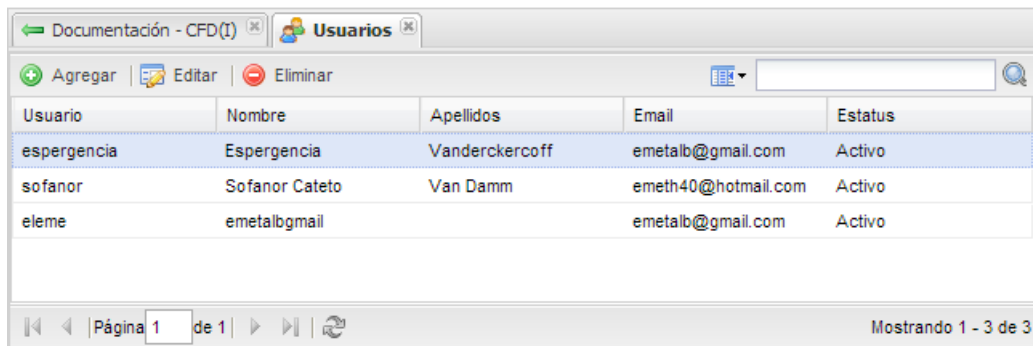 Documentación - CFD(I) Usuarios
Agregar Editar Eliminar
Usuario Nombre Apellidos Email Estatus
espergencia Espergencia Vanderckercoff emetalb@gmail.com Activo
sofanor Sofanor Cateto Van Damm emeth40@hotmail.com Activo
eleme emetalbgmail emetalb@gmail.com Activo
Página 1 de 1 Mostrando 1 - 3 de 3